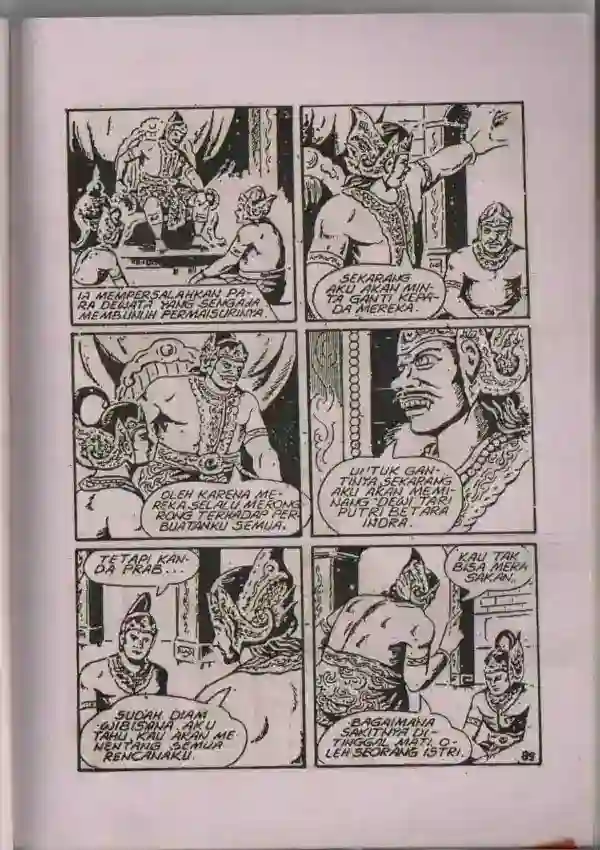 IA MEMPERSALAHKAN PA-
RA DEWATA YANG SENGAJA
MEMBUNUH PERMAISURINYA.
SEKARANG
AKU AKAN MIN-
TA GANTI KEPA-
DA MEREKA.
OLEH KARENA ME-
REKA SELALU MERONG
RONG TERHADAP PER-
BUATANKU SEMUA.
UNTUK GAN-
TINYA, SEKARANG
AKU AKAN MEMI-
NANG DEWI TARI
PUTRI BETARA
INDRA.
TETAPI KAN-
DA PRAB...
SUDAH DIAM
WIBISANA. AKU
TAHU KAU AKAN ME-
NENTANG SEMUA
RENCANAKU.
KAU TAK
BISA MERA
SAKAN..
BAGAIMANA
SAKITNYA DI-
TINGGAL MATI O-
LEH SEORANG ISTRI.